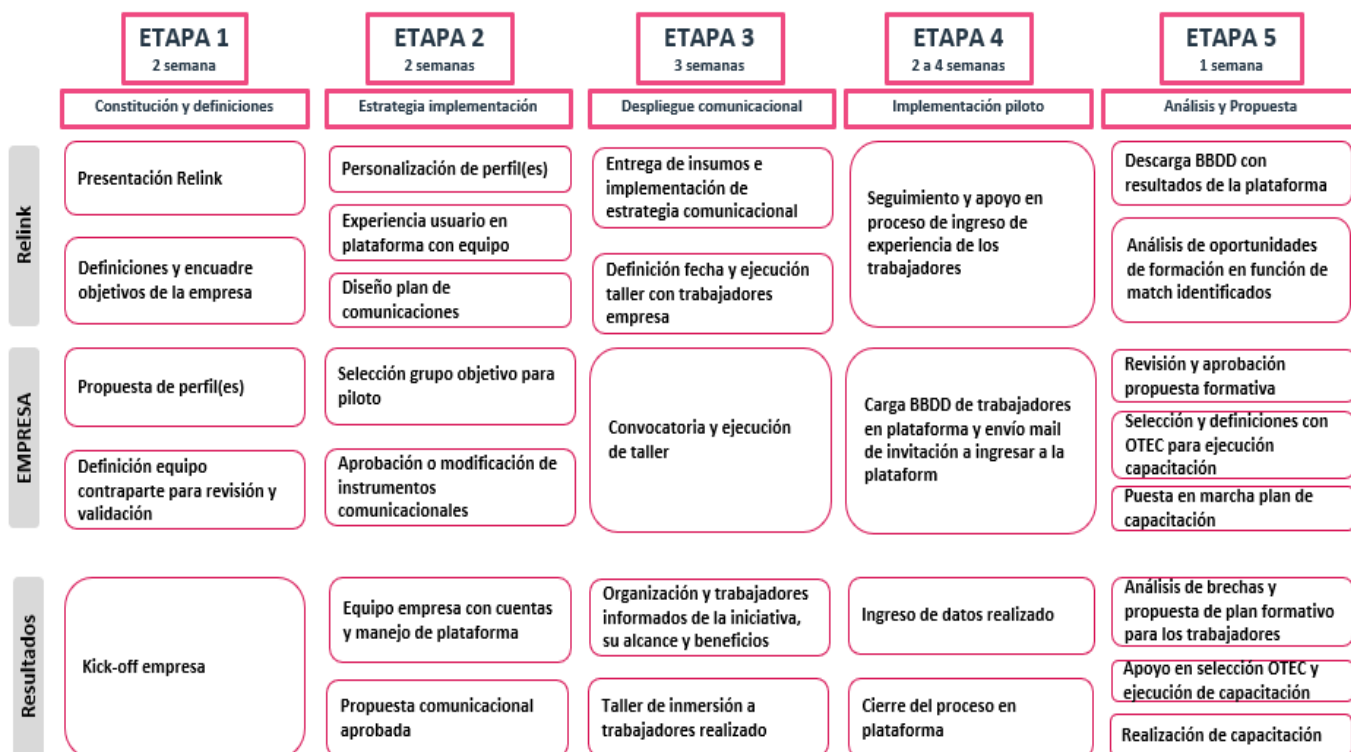 ETAPA 1
2 semana
ETAPA 2
2 semanas
ETAPA 3
3 semanas
ETAPA 4
2 a 4 semanas
ETAPA 5
1 semana
Constitución y definiciones
Estrategia implementación
Despliegue comunicacional
Implementación piloto
Análisis y Propuesta
Relink
Presentación Relink
Definiciones y encuadre
objetivos de la empresa
Personalización de perfil(es)
Experiencia usuario en
plataforma con equipo
Diseño plan de
comunicaciones
Entrega de insumos e
implementación de
estrategia comunicacional
Definición fecha y ejecución
taller con trabajadores
empresa
Seguimiento y apoyo en
proceso de ingreso de
experiencia de los
trabajadores
Descarga BBDD con
resultados de la plataforma
Análisis de oportunidades
de formación en función de
match identificados
EMPRESA
Propuesta de perfil(es)
Definición equipo
contraparte para revisión y
validación
Selección grupo objetivo para
piloto
Aprobación o modificación de
instrumentos
comunicacionales
Convocatoria y ejecución
de taller
Carga BBDD de trabajadores
en plataforma y envío mail
de invitación a ingresar a la
plataform
Revisión y aprobación
propuesta formativa
Selección y definiciones con
OTEC para ejecución
capacitación
Puesta en marcha plan de
capacitación
Resultados
Kick-off empresa
Equipo empresa con cuentas
y manejo de plataforma
Propuesta comunicacional
aprobada
Organización y trabajadores
informados de la iniciativa,
su alcance y beneficios
Taller de inmersión a
trabajadores realizado
Ingreso de datos realizado
Cierre del proceso en
plataforma
Análisis de brechas y
propuesta de plan formativo
para los trabajadores
Apoyo en selección OTEC y
ejecución de capacitación
Realización de capacitación